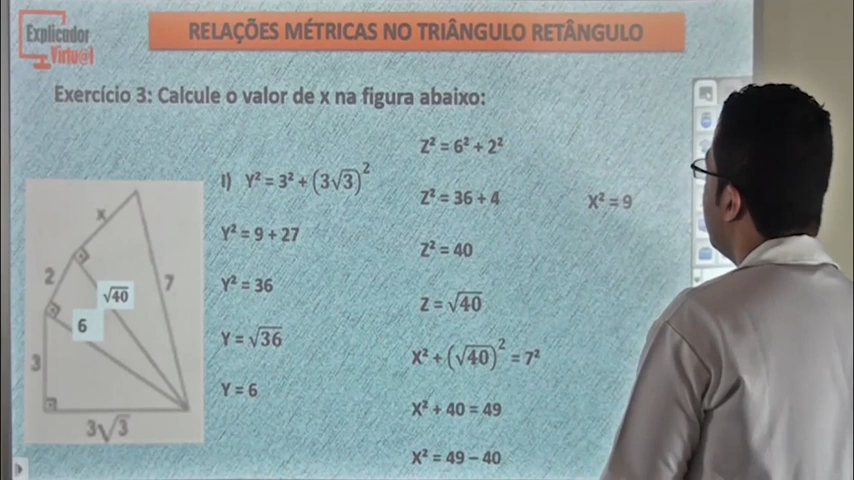 Explicador
Virtu@l
RELAÇÕES MÉTRICAS NO TRIÂNGULO RETÂNGULO
Exercício 3: Calcule o valor de x na figura abaixo:
I) Y² = 3² + (3√3)²
Y² = 9 + 27
Y² = 36
Y = √36
Y = 6
Z² = 6² + 2²
Z² = 36 + 4
Z² = 40
Z = √40
X² + (√40)² = 7²
X² + 40 = 49
X² = 49 – 40
X² = 9
x
2
√40
7
6
3
3√3